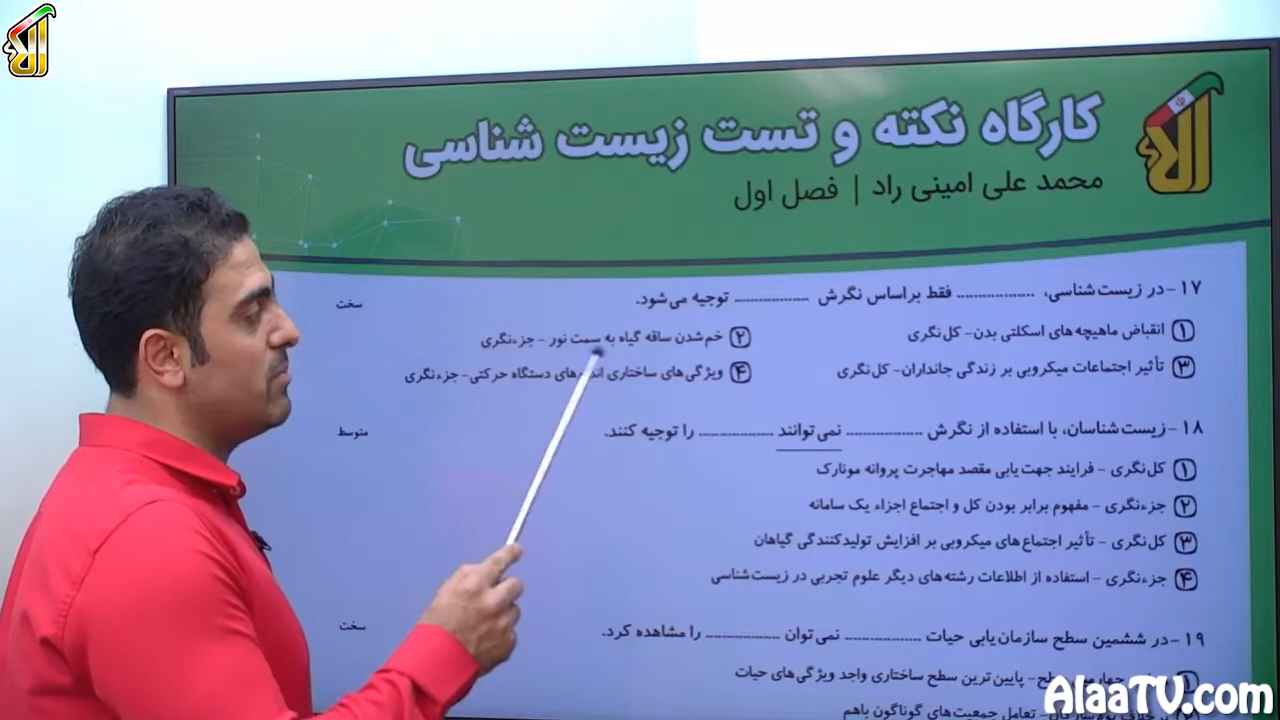 کارگاه نکته و تست زیست شناسی
محمد علی امینی راد | فصل اول
۱۷- در زیست‌شناسی، .................. فقط براساس نگرش .................. توجیه می‌شود.
سخت
۱ انقباض ماهیچه‌های اسکلتی بدن- کل‌نگری
۲ خم‌شدن ساقه گیاه به سمت نور - جزءنگری
۳ تأثیر اجتماعات میکروبی بر زندگی جانداران- کل‌نگری
۴ ویژگی‌های ساختاری دستگاه حرکتی- جزءنگری
۱۸- زیست‌شناسان، با استفاده از نگرش .................. نمی‌توانند .................. را توجیه کنند.
متوسط
۱ کل‌نگری - فرایند جهت‌یابی مقصد مهاجرت پروانه مونارک
۲ جزءنگری - مفهوم برابر بودن کل و اجتماع اجزاء یک سامانه
۳ کل‌نگری - تأثیر اجتماع‌های میکروبی بر افزایش تولیدکنندگی گیاهان
۴ جزءنگری - استفاده از اطلاعات رشته‌های دیگر علوم تجربی در زیست‌شناسی
۱۹- در ششمین سطح سازمان‌یابی حیات .................. نمی‌توان .................. را مشاهده کرد.
سخت
۱ سطح- پایین‌ترین سطح ساختاری واجد ویژگی‌های حیات
تعامل جمعیت‌های گوناگون باهم
AlaaTV.com